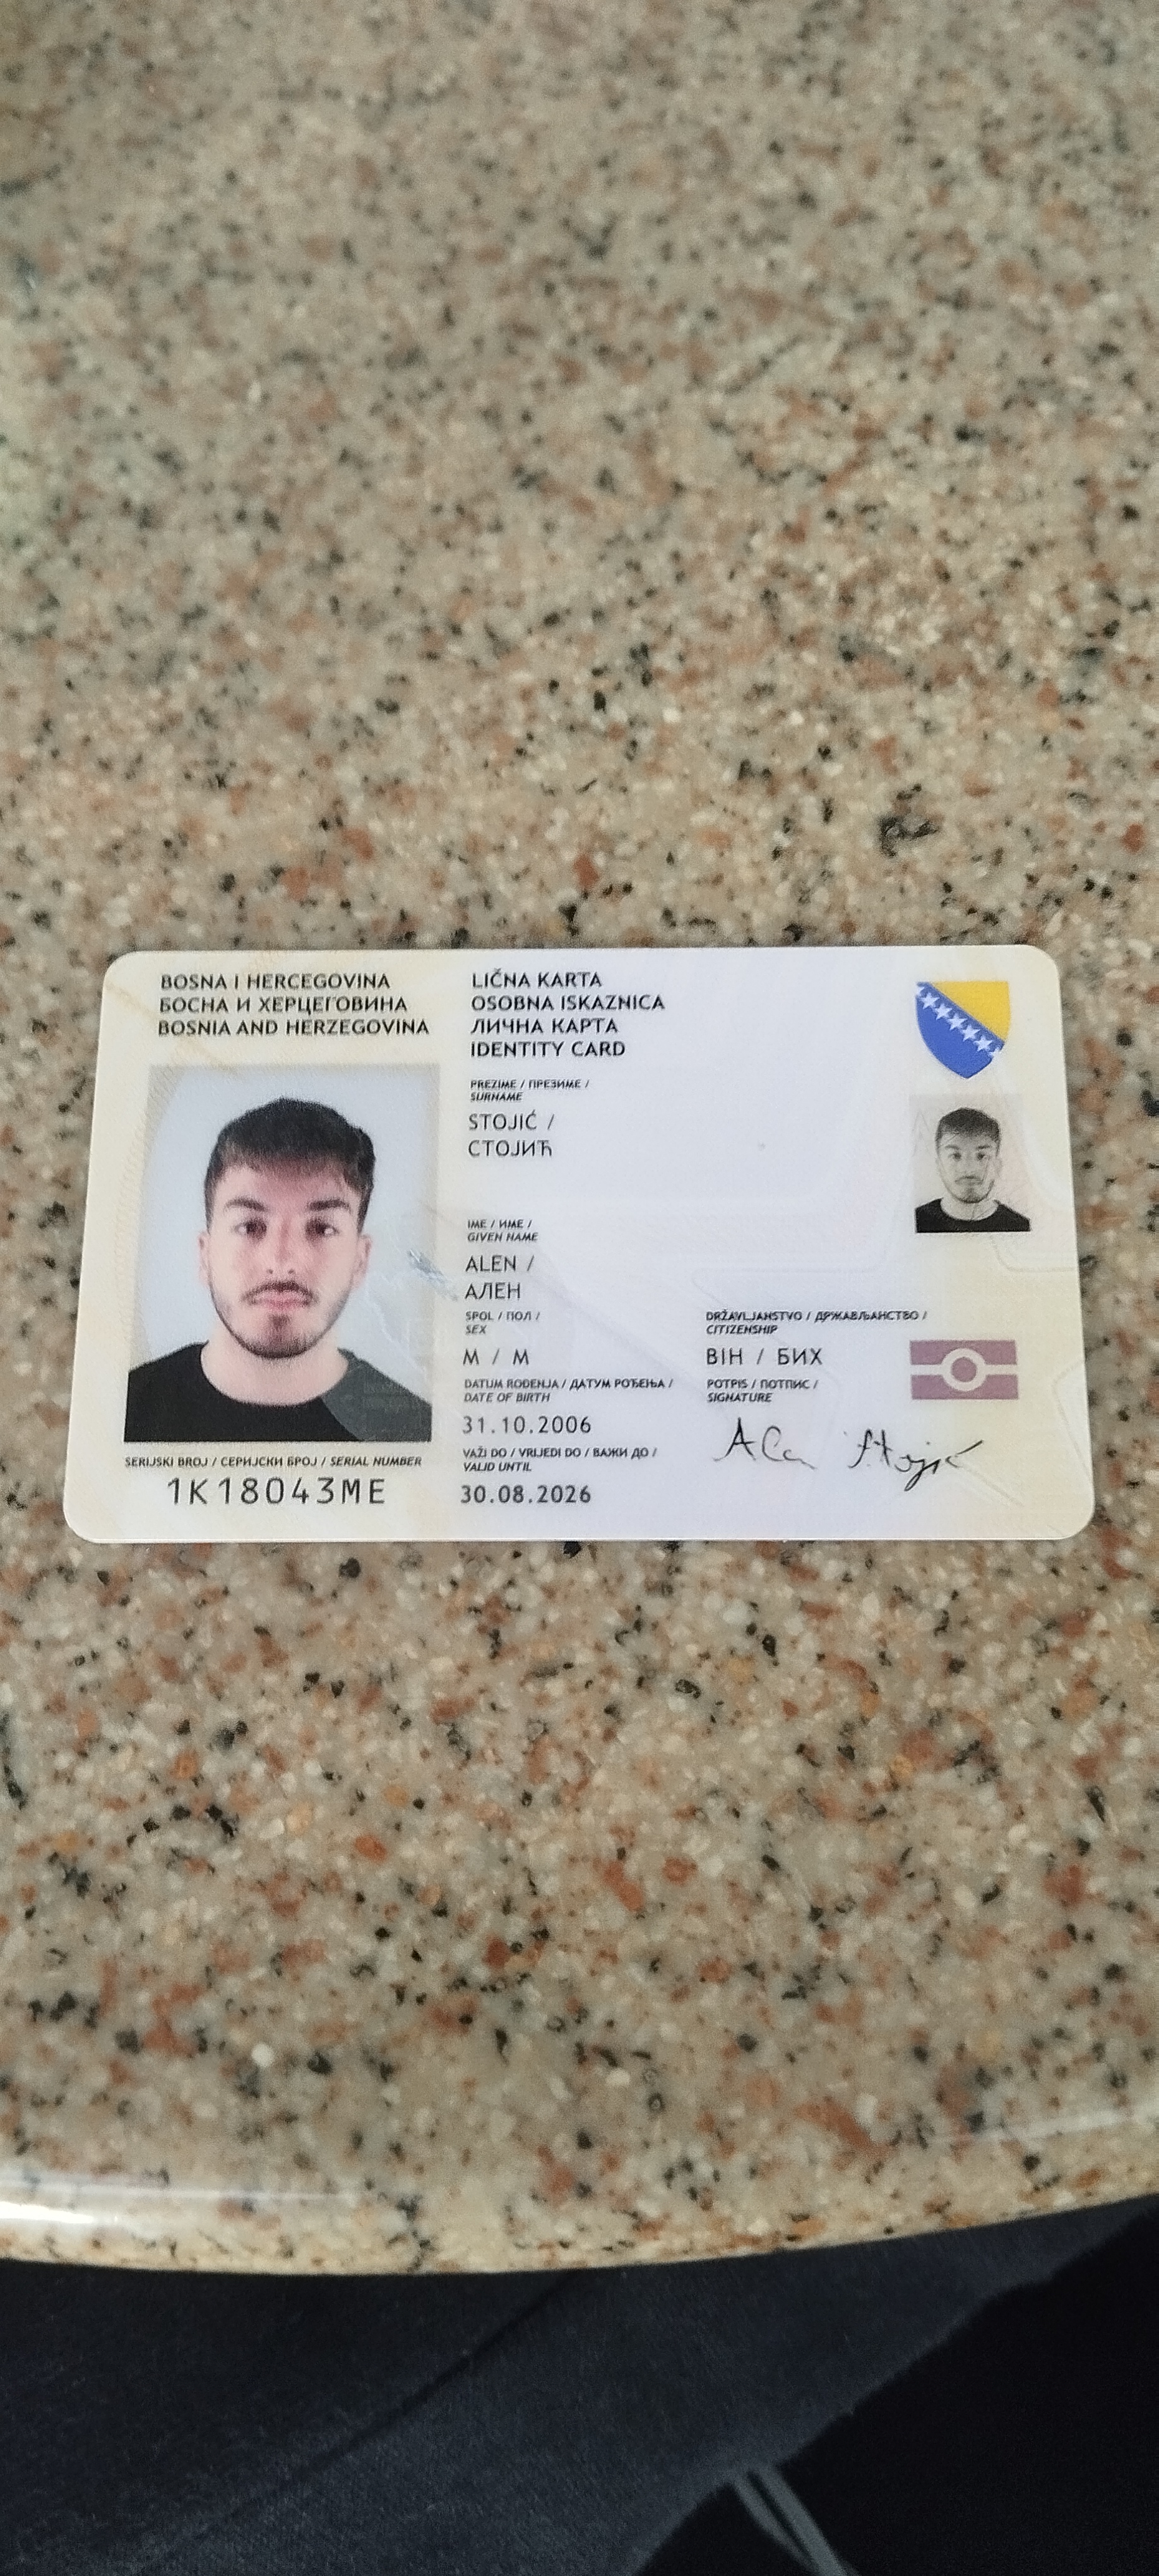 BOSNA I HERCEGOVINA
БОСНА И ХЕРЦЕГОВИНА
BOSNIA AND HERZEGOVINA
LIČNA KARTA
OSOBNA ISKAZNICA
ЛИЧНА КАРТА
IDENTITY CARD
PREZIME / ПРЕЗИМЕ /
SURNAME
STOJIĆ /
СТОЈИЋ
IME / ИМЕ /
GIVEN NAME
ALEN /
АЛЕН
SPOL / ПОЛ /
SEX
M / М
DRŽAVLJANSTVO / ДРЖАВЉАНСТВО /
CITIZENSHIP
BIH / БИХ
DATUM ROĐENJA / ДАТУМ РОЂЕЊА /
DATE OF BIRTH
31.10.2006
POTPIS / ПОТПИС /
SIGNATURE
VAŽI DO / VRIJEDI DO / ВАЖИ ДО /
VALID UNTIL
30.08.2026
SERIJSKI BROJ / СЕРИЈСКИ БРОЈ / SERIAL NUMBER
1K18043ME